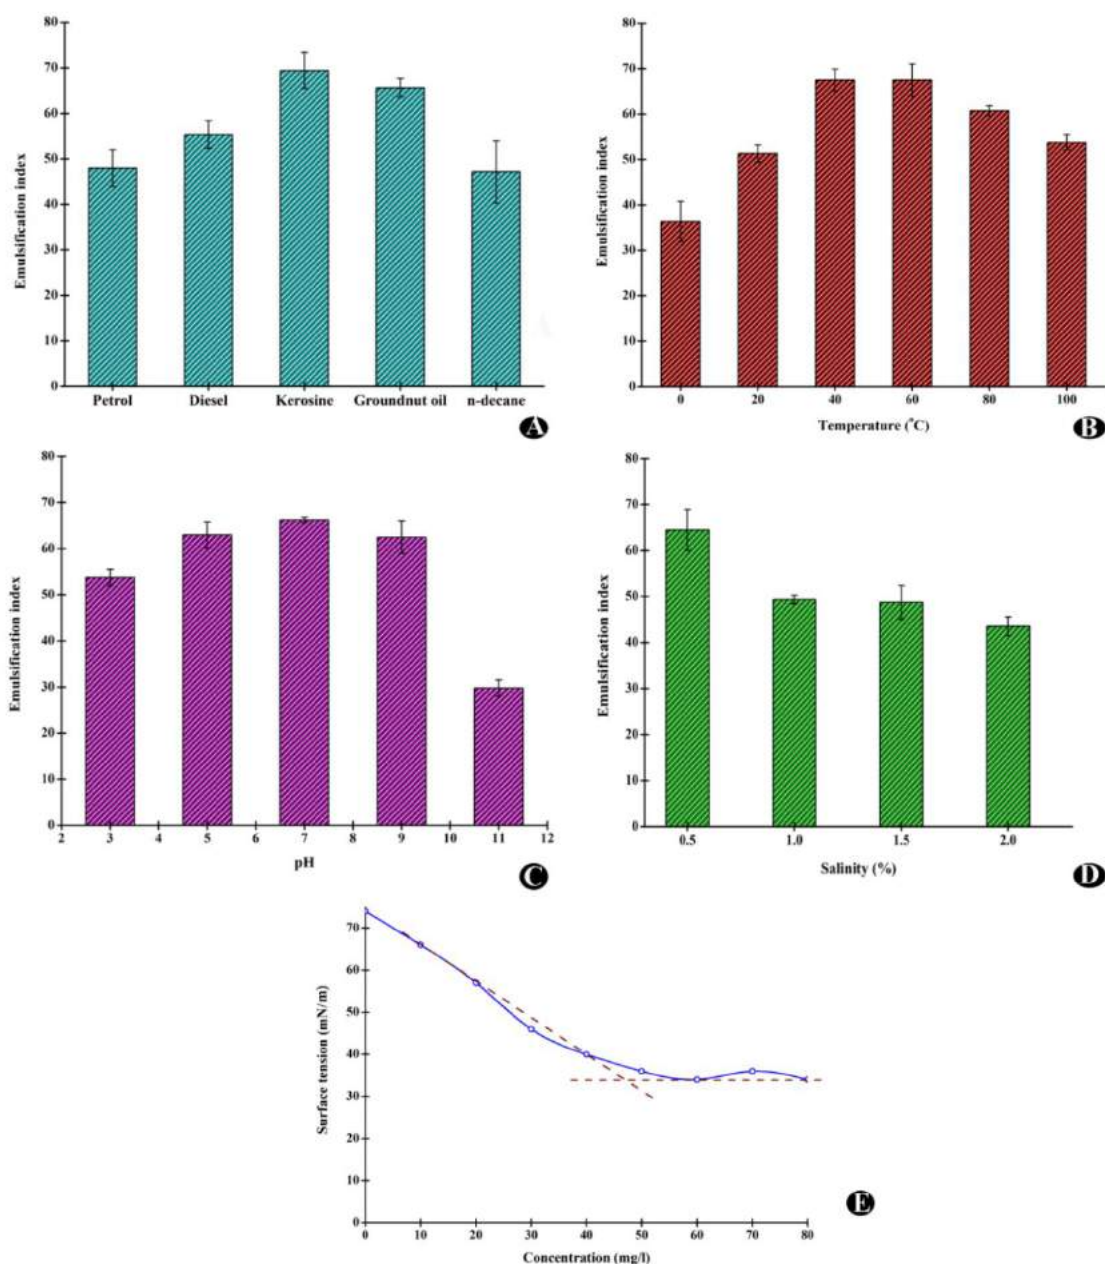 80
70
60
50
40
30
20
10
0
Emulsification index
Petrol Diesel Kerosine Groundnut oil n-decane
A
80
70
60
50
40
30
20
10
0
Emulsification index
0 20 40 60 80 100
Temperature (°C)
B
80
70
60
50
40
30
20
10
0
Emulsification index
2 3 4 5 6 7 8 9 10 11 12
pH
C
80
70
60
50
40
30
20
10
0
Emulsification index
0.5 1.0 1.5 2.0
Salinity (%)
D
70
60
50
40
30
20
10
0
Surface tension (mN/m)
0 10 20 30 40 50 60 70 80
Concentration (mg/l)
E